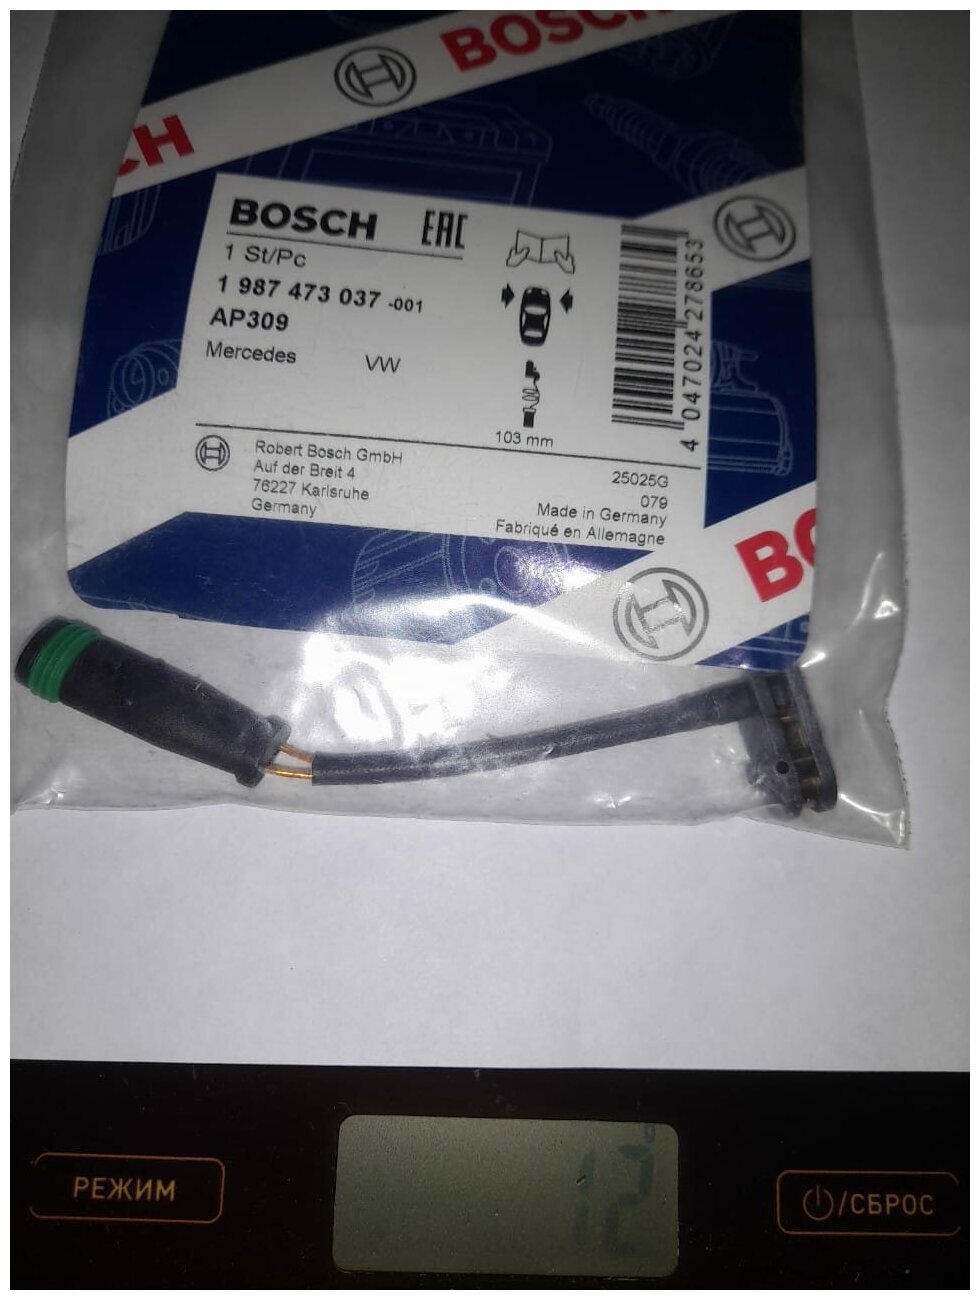 BOSCH
CH
BOSCH
EAC
1 St/Pc
1 987 473 037 -001
AP309
Mercedes VW
103 mm
4 047024 278653
Robert Bosch GmbH
Auf der Breit 4
76227 Karlsruhe
Germany
25025G
079
Made in Germany
Fabriqué en Allemagne
BO
РЕЖИМ
12
/СБРОС